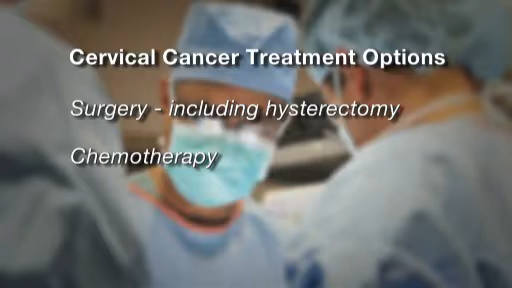 Cervical Cancer Treatment Options
Surgery - including hysterectomy
Chemotherapy